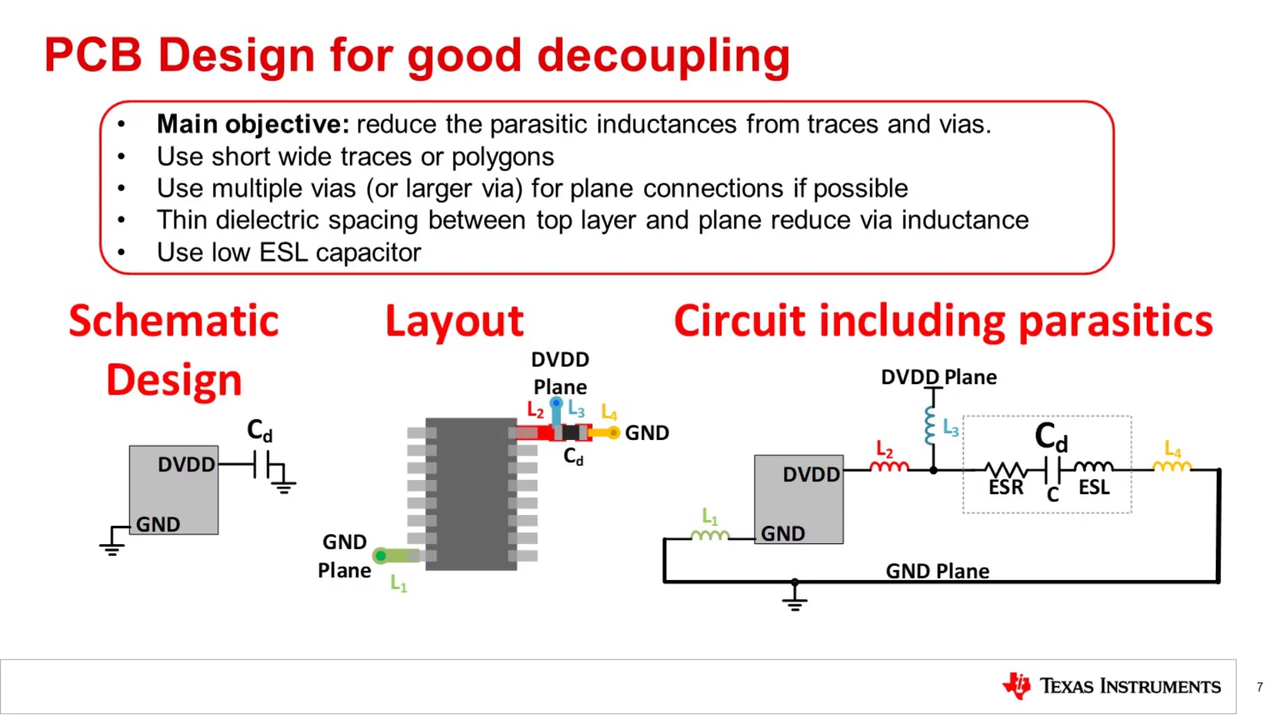 PCB Design for good decoupling
• Main objective: reduce the parasitic inductances from traces and vias.
• Use short wide traces or polygons
• Use multiple vias (or larger via) for plane connections if possible
• Thin dielectric spacing between top layer and plane reduce via inductance
• Use low ESL capacitor
Schematic
Design
Cd
DVDD
GND
Layout
DVDD
Plane
L2
L3
L4
GND
Cd
GND
Plane
L1
Circuit including parasitics
DVDD Plane
L3
Cd
L2
L4
DVDD
ESR
C
ESL
L1
GND
GND Plane
TEXAS INSTRUMENTS
7